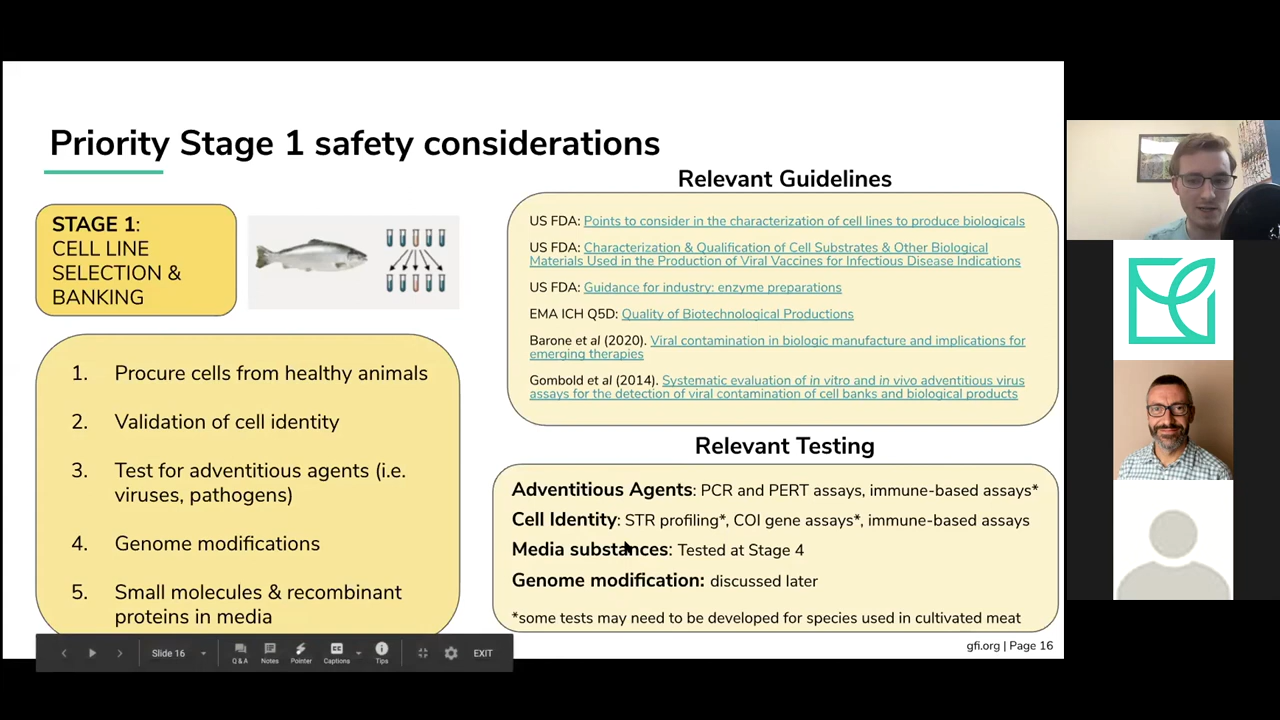 Priority Stage 1 safety considerations
STAGE 1:
CELL LINE
SELECTION &
BANKING
1. Procure cells from healthy animals
2. Validation of cell identity
3. Test for adventitious agents (i.e.
viruses, pathogens)
4. Genome modifications
5. Small molecules & recombinant
proteins in media
Relevant Guidelines
US FDA: Points to consider in the characterization of cell lines to produce biologicals
US FDA: Characterization & Qualification of Cell Substrates & Other Biological
Materials Used in the Production of Viral Vaccines for Infectious Disease Indications
US FDA: Guidance for industry: enzyme preparations
EMA ICH Q5D: Quality of Biotechnological Productions
Barone et al (2020). Viral contamination in biologic manufacture and implications for
emerging therapies
Gombold et al (2014). Systematic evaluation of in vitro and in vivo adventitious virus
assays for the detection of viral contamination of cell banks and biological products
Relevant Testing
Adventitious Agents: PCR and PERT assays, immune-based assays*
Cell Identity: STR profiling*, COI gene assays*, immune-based assays
Media substances: Tested at Stage 4
Genome modification: discussed later
*some tests may need to be developed for species used in cultivated meat
gfi.org | Page 16
Slide 16
Q & A
Notes
Pointer
Captions
Tips
EXIT